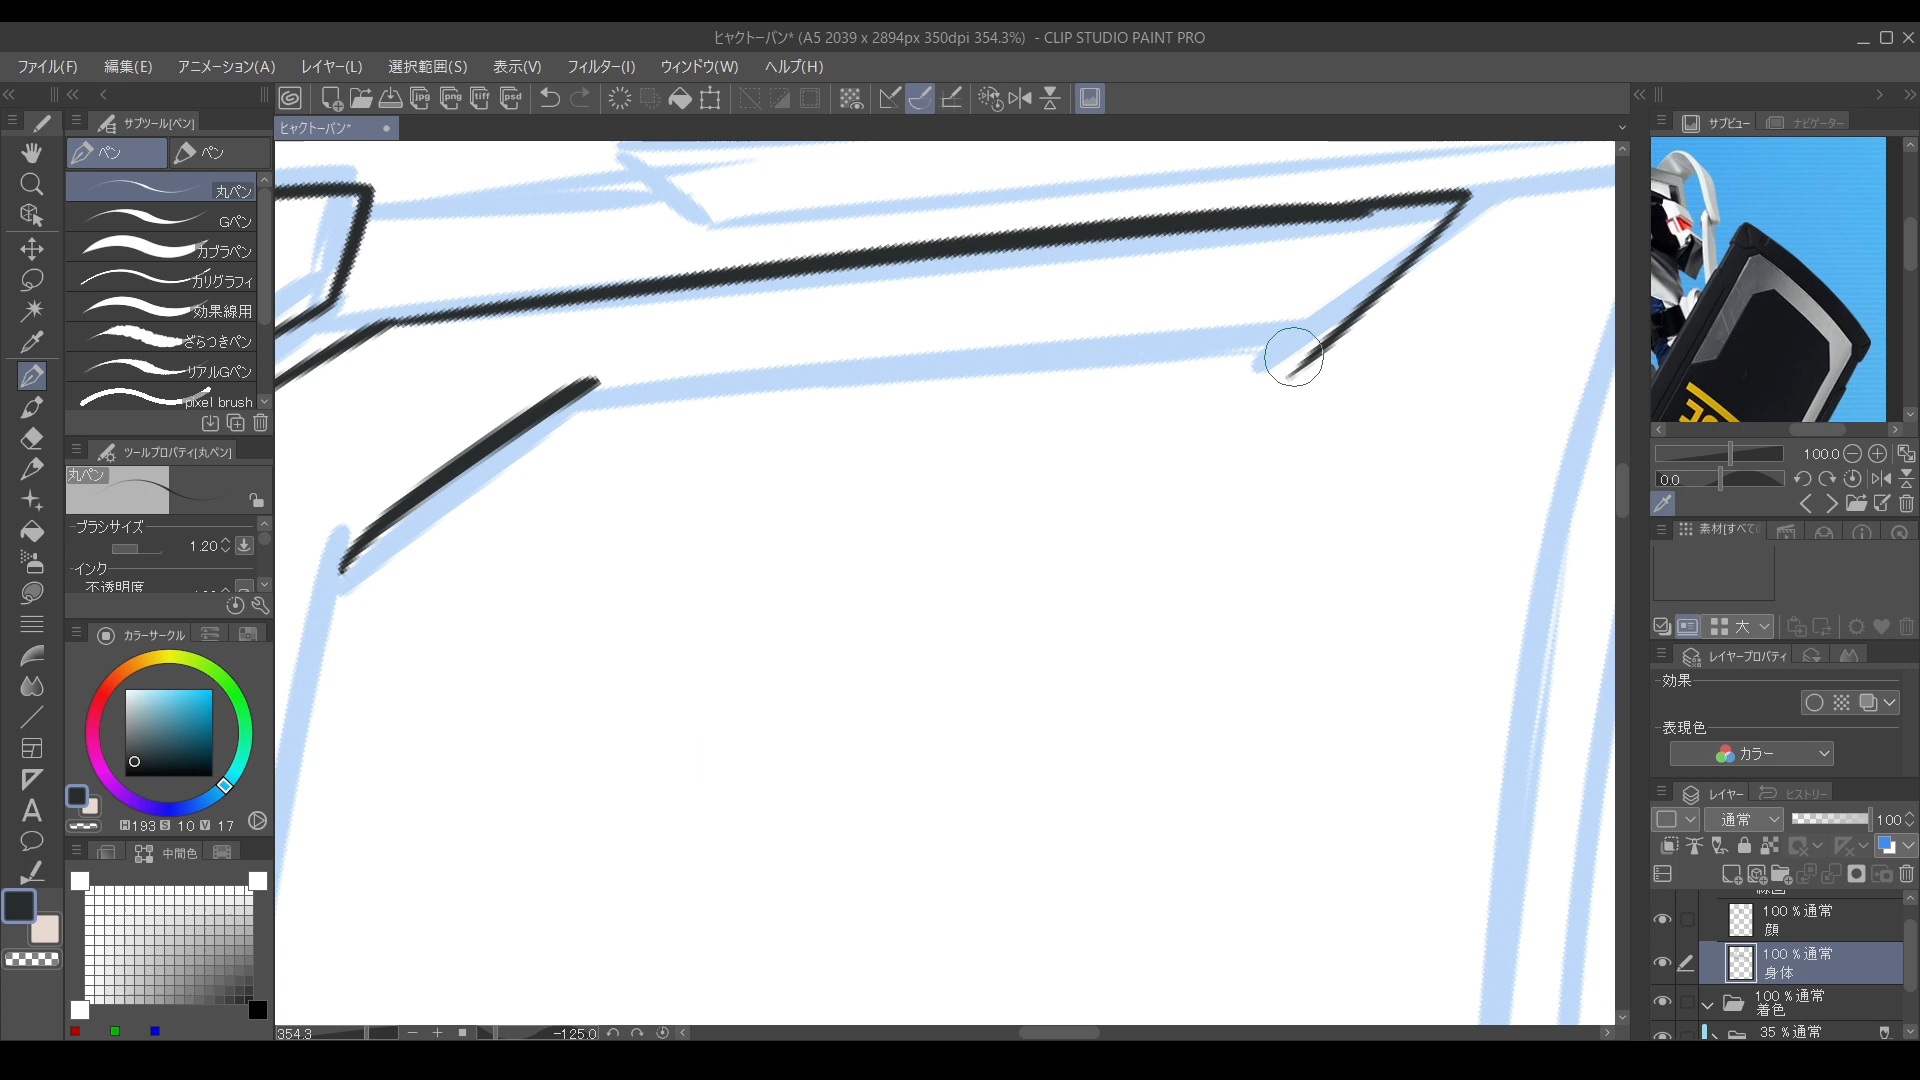 ヒャクトーバン* (A5 2039 x 2894px 350dpi 354.3%) - CLIP STUDIO PAINT PRO
ファイル(F) 編集(E) アニメーション(A) レイヤー(L) 選択範囲(S) 表示(V) フィルター(I) ウィンドウ(W) ヘルプ(H)
jpg png tiff psd
サブツール[ペン]
ヒャクトーバン*
サブビュー ナビゲーター
ペン ペン
丸ペン
Gペン
カブラペン
カリグラフィ
効果線用
ざらつきペン
リアルGペン
pixel brush
ツールプロパティ[丸ペン]
丸ペン
ブラシサイズ
1.20
インク
不透明度
カラーサークル
H193 S 10 V 17
中間色
354.3
-125.0
100.0
0.0
素材[すべて
大
レイヤープロパティ
効果
表現色
カラー
レイヤー ヒストリー
通常 100
100 %通常
顔
100 %通常
身体
100 %通常
着色
35 %通常